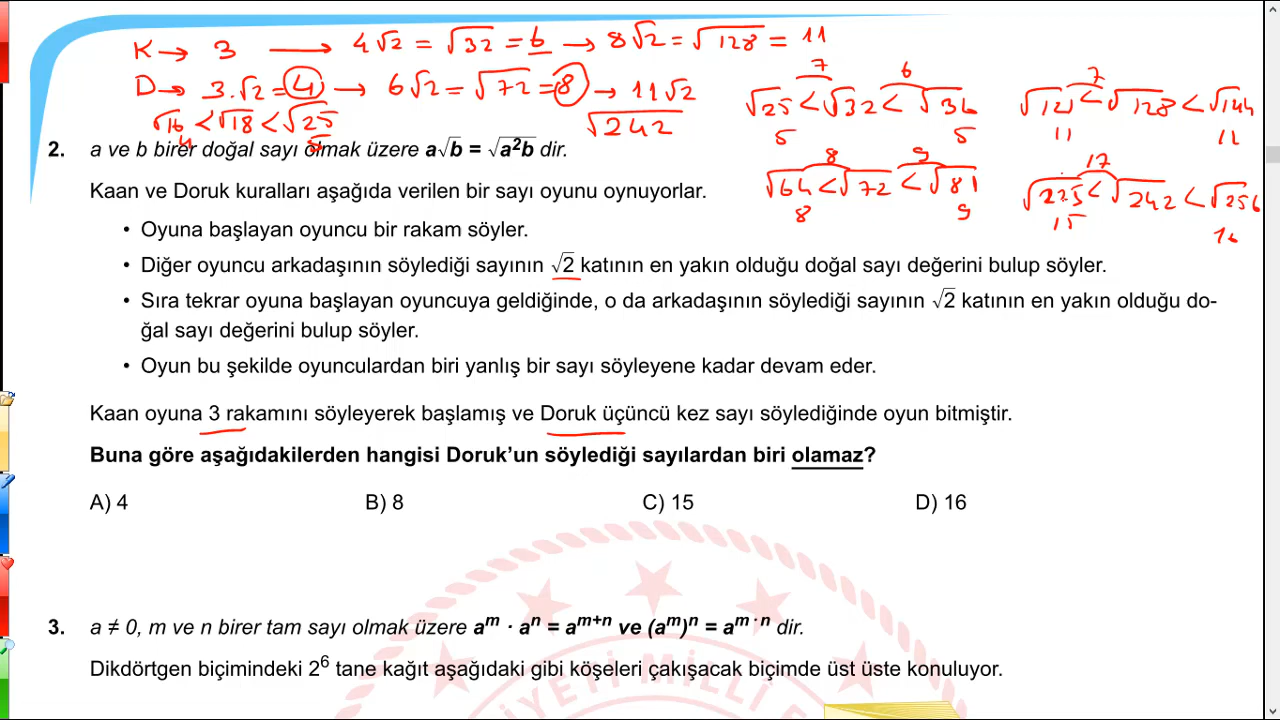 K → 3 → 4√2 = √32 = 6 → 8√2 = √128 = 11
D → 3.√2 = 4 → 6√2 = √72 = 8 → 11√2
√16 < √18 < √25
4 5
√242
7
√25 < √32 < √36
5 5
6
7
√121 < √128 < √144
11 12
8 9
√64 < √72 < √81
8 9
17
√225 < √242 < √256
15 16
2. a ve b birer doğal sayı olmak üzere a√b = √a²b dir.
Kaan ve Doruk kuralları aşağıda verilen bir sayı oyunu oynuyorlar.
• Oyuna başlayan oyuncu bir rakam söyler.
• Diğer oyuncu arkadaşının söylediği sayının √2 katının en yakın olduğu doğal sayı değerini bulup söyler.
• Sıra tekrar oyuna başlayan oyuncuya geldiğinde, o da arkadaşının söylediği sayının √2 katının en yakın olduğu do-
ğal sayı değerini bulup söyler.
• Oyun bu şekilde oyunculardan biri yanlış bir sayı söyleyene kadar devam eder.
Kaan oyuna 3 rakamını söyleyerek başlamış ve Doruk üçüncü kez sayı söylediğinde oyun bitmiştir.
Buna göre aşağıdakilerden hangisi Doruk'un söylediği sayılardan biri olamaz?
A) 4 B) 8 C) 15 D) 16
3. a ≠ 0, m ve n birer tam sayı olmak üzere aᵐ · aⁿ = aᵐ⁺ⁿ ve (aᵐ)ⁿ = aᵐ·ⁿ dir.
Dikdörtgen biçimindeki 2⁶ tane kağıt aşağıdaki gibi köşeleri çakışacak biçimde üst üste konuluyor.